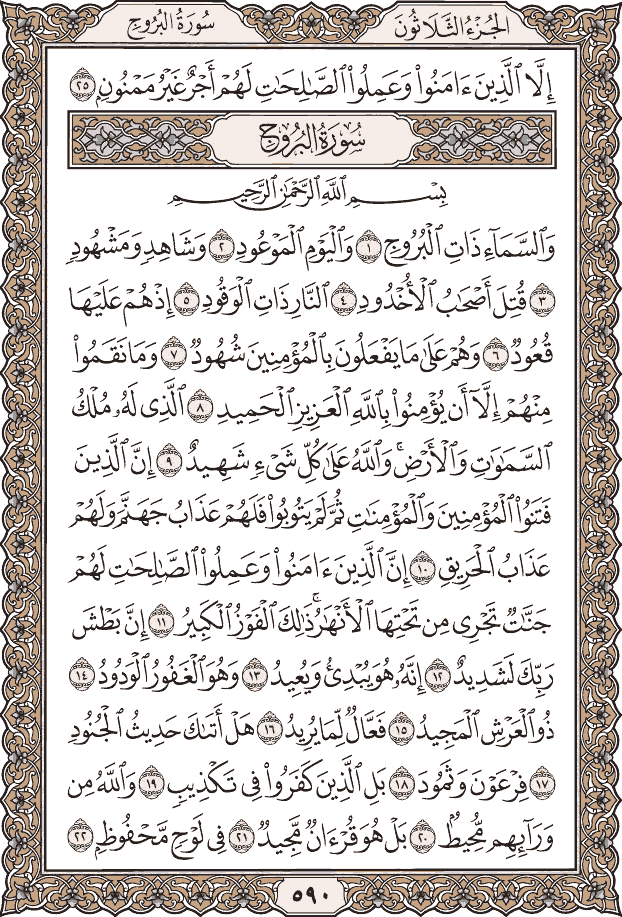 الجُزْءُ الثَّلَاثُونَ سُورَةُ البُرُوجِ
إِلَّا ٱلَّذِينَ ءَامَنُوا۟ وَعَمِلُوا۟ ٱلصَّـٰلِحَـٰتِ لَهُمْ أَجْرٌ غَيْرُ مَمْنُونٍۭ ٢٥
سُورَةُ البُرُوجِ
بِسْمِ ٱللَّهِ ٱلرَّحْمَـٰنِ ٱلرَّحِيمِ
وَٱلسَّمَآءِ ذَاتِ ٱلْبُرُوجِ ١ وَٱلْيَوْمِ ٱلْمَوْعُودِ ٢ وَشَاهِدٍ وَمَشْهُودٍ
٣ قُتِلَ أَصْحَـٰبُ ٱلْأُخْدُودِ ٤ ٱلنَّارِ ذَاتِ ٱلْوَقُودِ ٥ إِذْ هُمْ عَلَيْهَا
قُعُودٌ ٦ وَهُمْ عَلَىٰ مَا يَفْعَلُونَ بِٱلْمُؤْمِنِينَ شُهُودٌ ٧ وَمَا نَقَمُوا۟
مِنْهُمْ إِلَّآ أَن يُؤْمِنُوا۟ بِٱللَّهِ ٱلْعَزِيزِ ٱلْحَمِيدِ ٨ ٱلَّذِى لَهُۥ مُلْكُ
ٱلسَّمَـٰوَٰتِ وَٱلْأَرْضِ ۚ وَٱللَّهُ عَلَىٰ كُلِّ شَىْءٍ شَهِيدٌ ٩ إِنَّ ٱلَّذِينَ
فَتَنُوا۟ ٱلْمُؤْمِنِينَ وَٱلْمُؤْمِنَـٰتِ ثُمَّ لَمْ يَتُوبُوا۟ فَلَهُمْ عَذَابُ جَهَنَّمَ وَلَهُمْ
عَذَابُ ٱلْحَرِيقِ ١٠ إِنَّ ٱلَّذِينَ ءَامَنُوا۟ وَعَمِلُوا۟ ٱلصَّـٰلِحَـٰتِ لَهُمْ
جَنَّـٰتٌ تَجْرِى مِن تَحْتِهَا ٱلْأَنْهَـٰرُ ۚ ذَٰلِكَ ٱلْفَوْزُ ٱلْكَبِيرُ ١١ إِنَّ بَطْشَ
رَبِّكَ لَشَدِيدٌ ١٢ إِنَّهُۥ هُوَ يُبْدِئُ وَيُعِيدُ ١٣ وَهُوَ ٱلْغَفُورُ ٱلْوَدُودُ ١٤
ذُو ٱلْعَرْشِ ٱلْمَجِيدُ ١٥ فَعَّالٌ لِّمَا يُرِيدُ ١٦ هَلْ أَتَىٰكَ حَدِيثُ ٱلْجُنُودِ
١٧ فِرْعَوْنَ وَثَمُودَ ١٨ بَلِ ٱلَّذِينَ كَفَرُوا۟ فِى تَكْذِيبٍ ١٩ وَٱللَّهُ مِن
وَرَآئِهِم مُّحِيطٌۢ ٢٠ بَلْ هُوَ قُرْءَانٌ مَّجِيدٌ ٢١ فِى لَوْحٍ مَّحْفُوظٍۭ ٢٢
٥٩٠